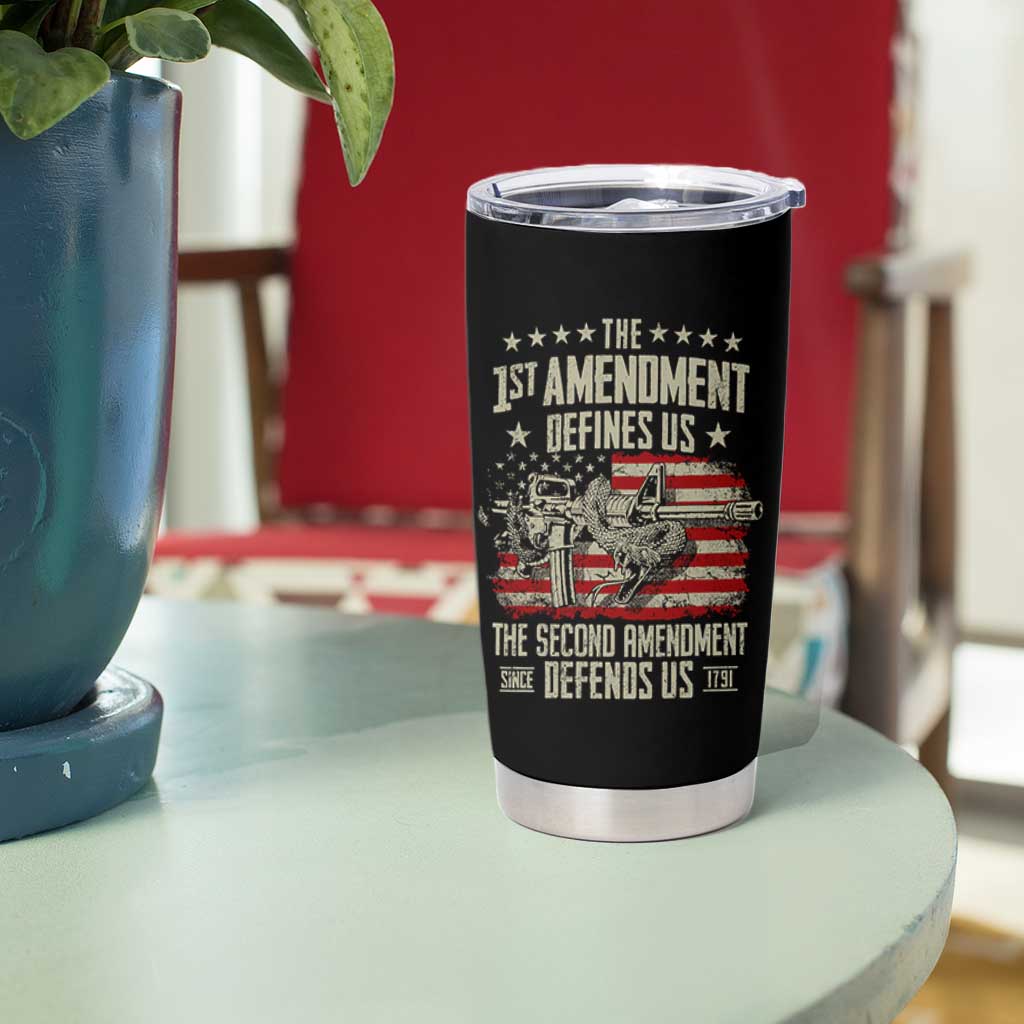 THE
1ST AMENDMENT
DEFINES US
THE SECOND AMENDMENT
SINCE DEFENDS US 1791